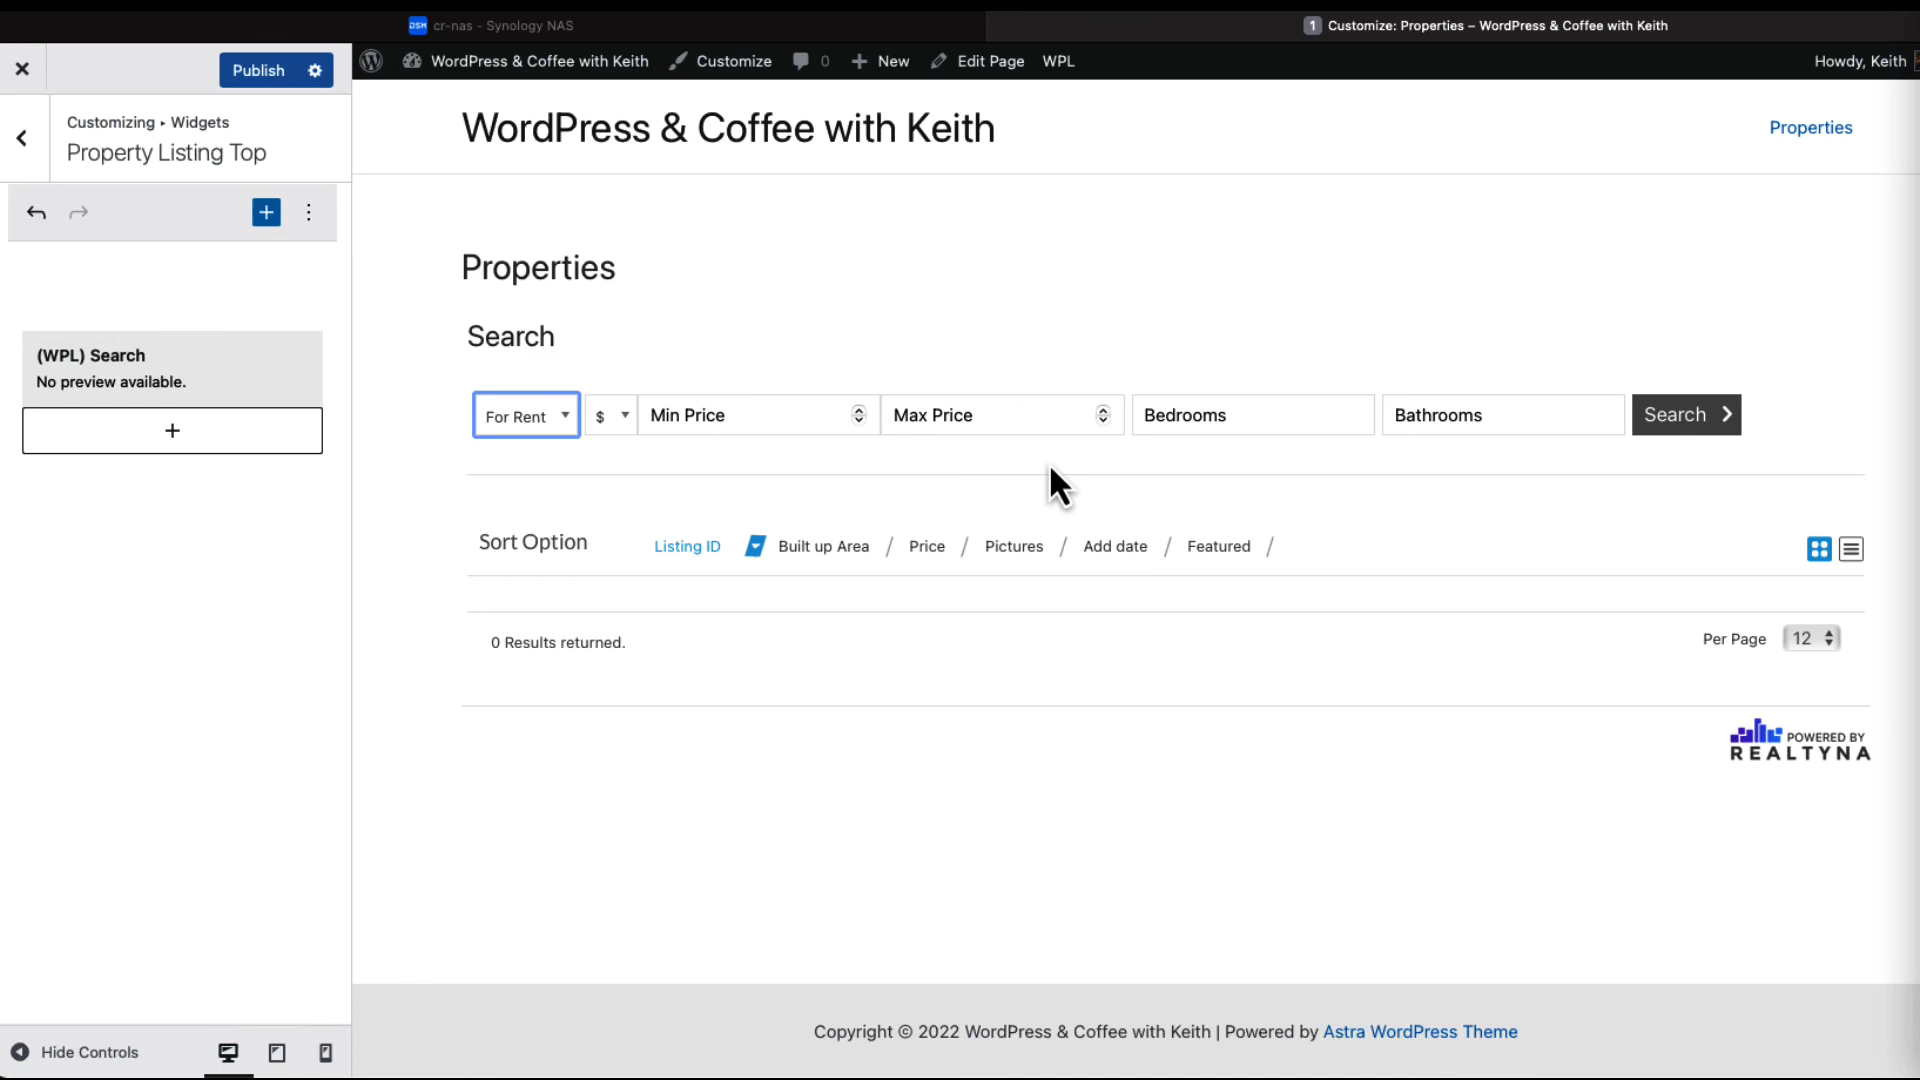 DSM cr-nas - Synology NAS
1 Customize: Properties – WordPress & Coffee with Keith
Publish
WordPress & Coffee with Keith Customize 0 New Edit Page WPL Howdy, Keith
Customizing ▸ Widgets
Property Listing Top
WordPress & Coffee with Keith
Properties
Properties
Search
(WPL) Search
No preview available.
For Rent $ Min Price Max Price Bedrooms Bathrooms Search
Sort Option Listing ID Built up Area / Price / Pictures / Add date / Featured /
0 Results returned.
Per Page 12
POWERED BY
REALTYNA
Copyright © 2022 WordPress & Coffee with Keith | Powered by Astra WordPress Theme
Hide Controls